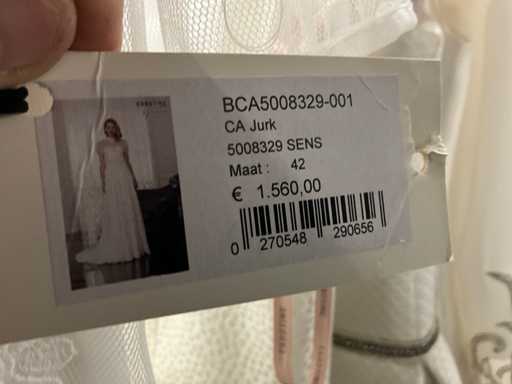 BCA5008329-001
CA Jurk
5008329 SENS
Maat : 42
€ 1.560,00
0 270548 290656